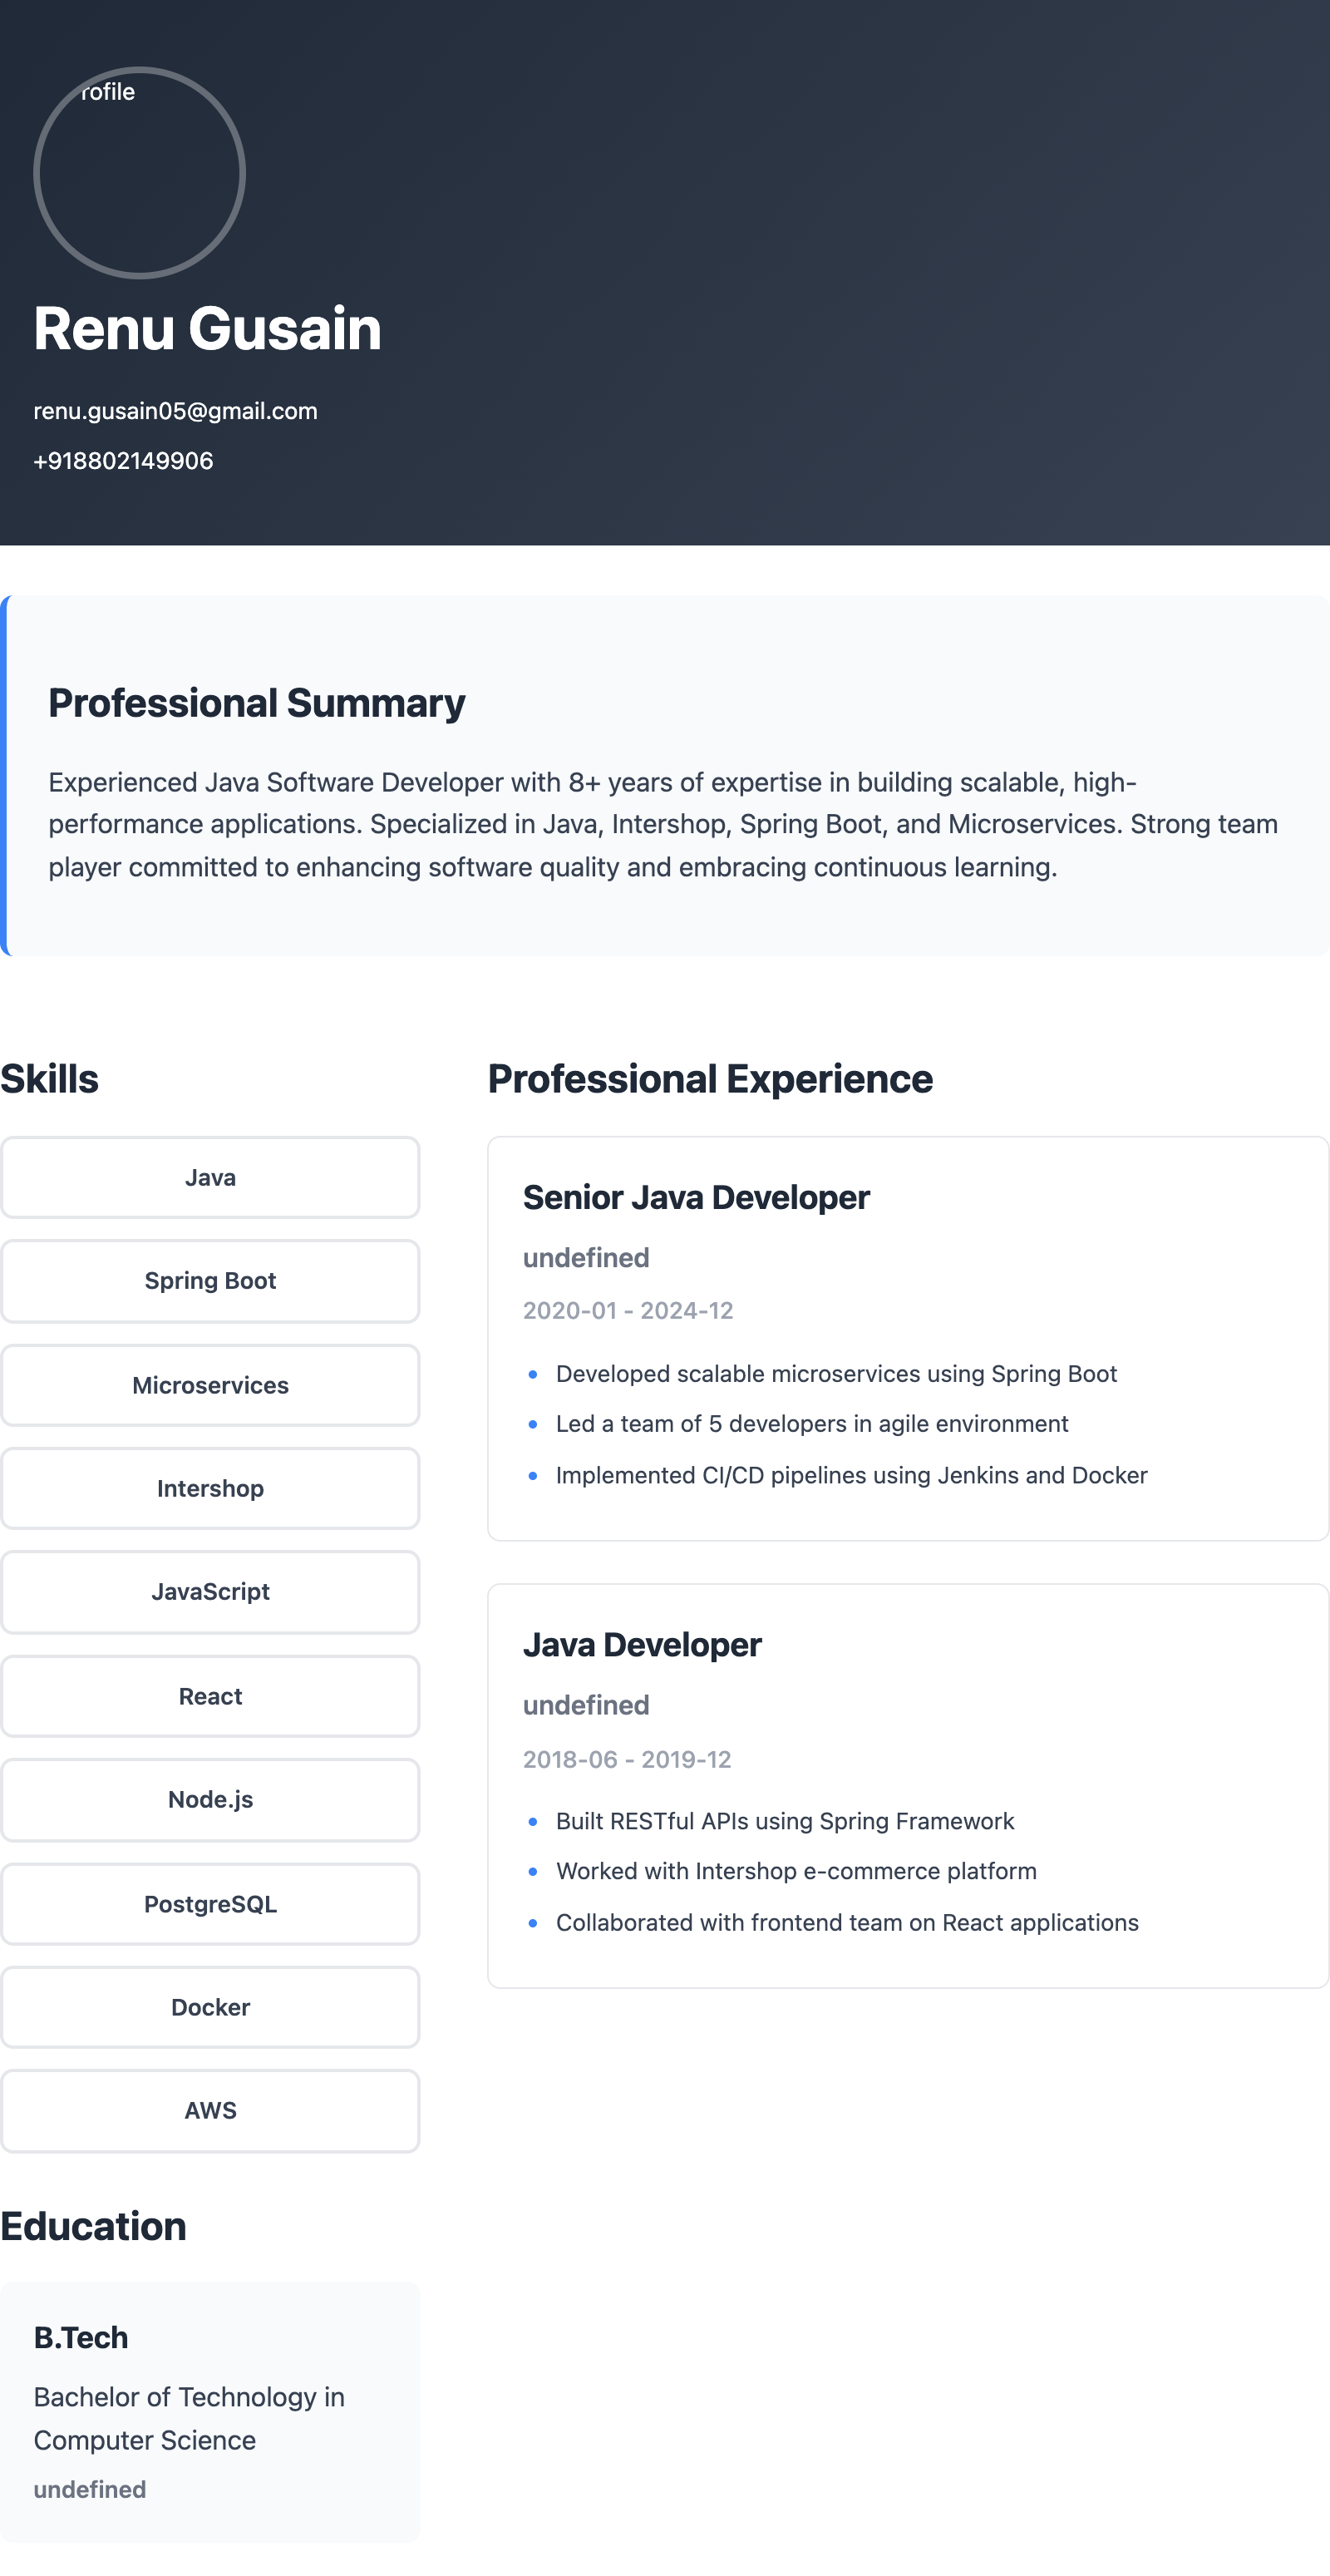 rofile
Renu Gusain
renu.gusain05@gmail.com
+918802149906
Professional Summary
Experienced Java Software Developer with 8+ years of expertise in building scalable, high-
performance applications. Specialized in Java, Intershop, Spring Boot, and Microservices. Strong team
player committed to enhancing software quality and embracing continuous learning.
Skills
Java
Spring Boot
Microservices
Intershop
JavaScript
React
Node.js
PostgreSQL
Docker
AWS
Education
B.Tech
Bachelor of Technology in
Computer Science
undefined
Professional Experience
Senior Java Developer
undefined
2020-01 - 2024-12
• Developed scalable microservices using Spring Boot
• Led a team of 5 developers in agile environment
• Implemented CI/CD pipelines using Jenkins and Docker
Java Developer
undefined
2018-06 - 2019-12
• Built RESTful APIs using Spring Framework
• Worked with Intershop e-commerce platform
• Collaborated with frontend team on React applications